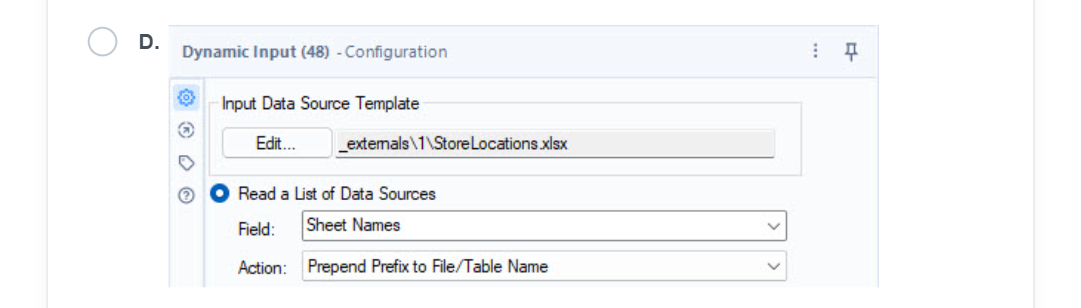 D.
Dynamic Input (48) - Configuration
Input Data Source Template
Edit... _externals\1\StoreLocations.xlsx
Read a List of Data Sources
Field: Sheet Names
Action: Prepend Prefix to File/Table Name